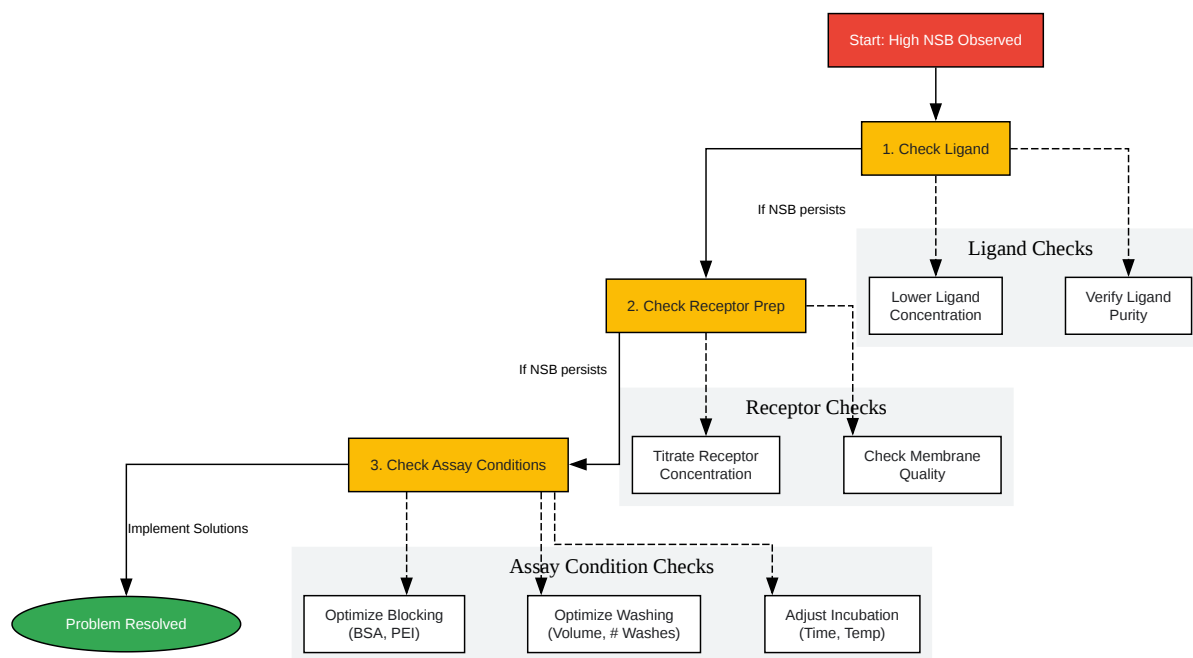 Start: High NSB Observed
1. Check Ligand
If NSB persists
Ligand Checks
Lower Ligand
Concentration
Verify Ligand
Purity
2. Check Receptor Prep
If NSB persists
Receptor Checks
Titrate Receptor
Concentration
Check Membrane
Quality
3. Check Assay Conditions
Implement Solutions
Assay Condition Checks
Optimize Blocking
(BSA, PEI)
Optimize Washing
(Volume, # Washes)
Adjust Incubation
(Time, Temp)
Problem Resolved